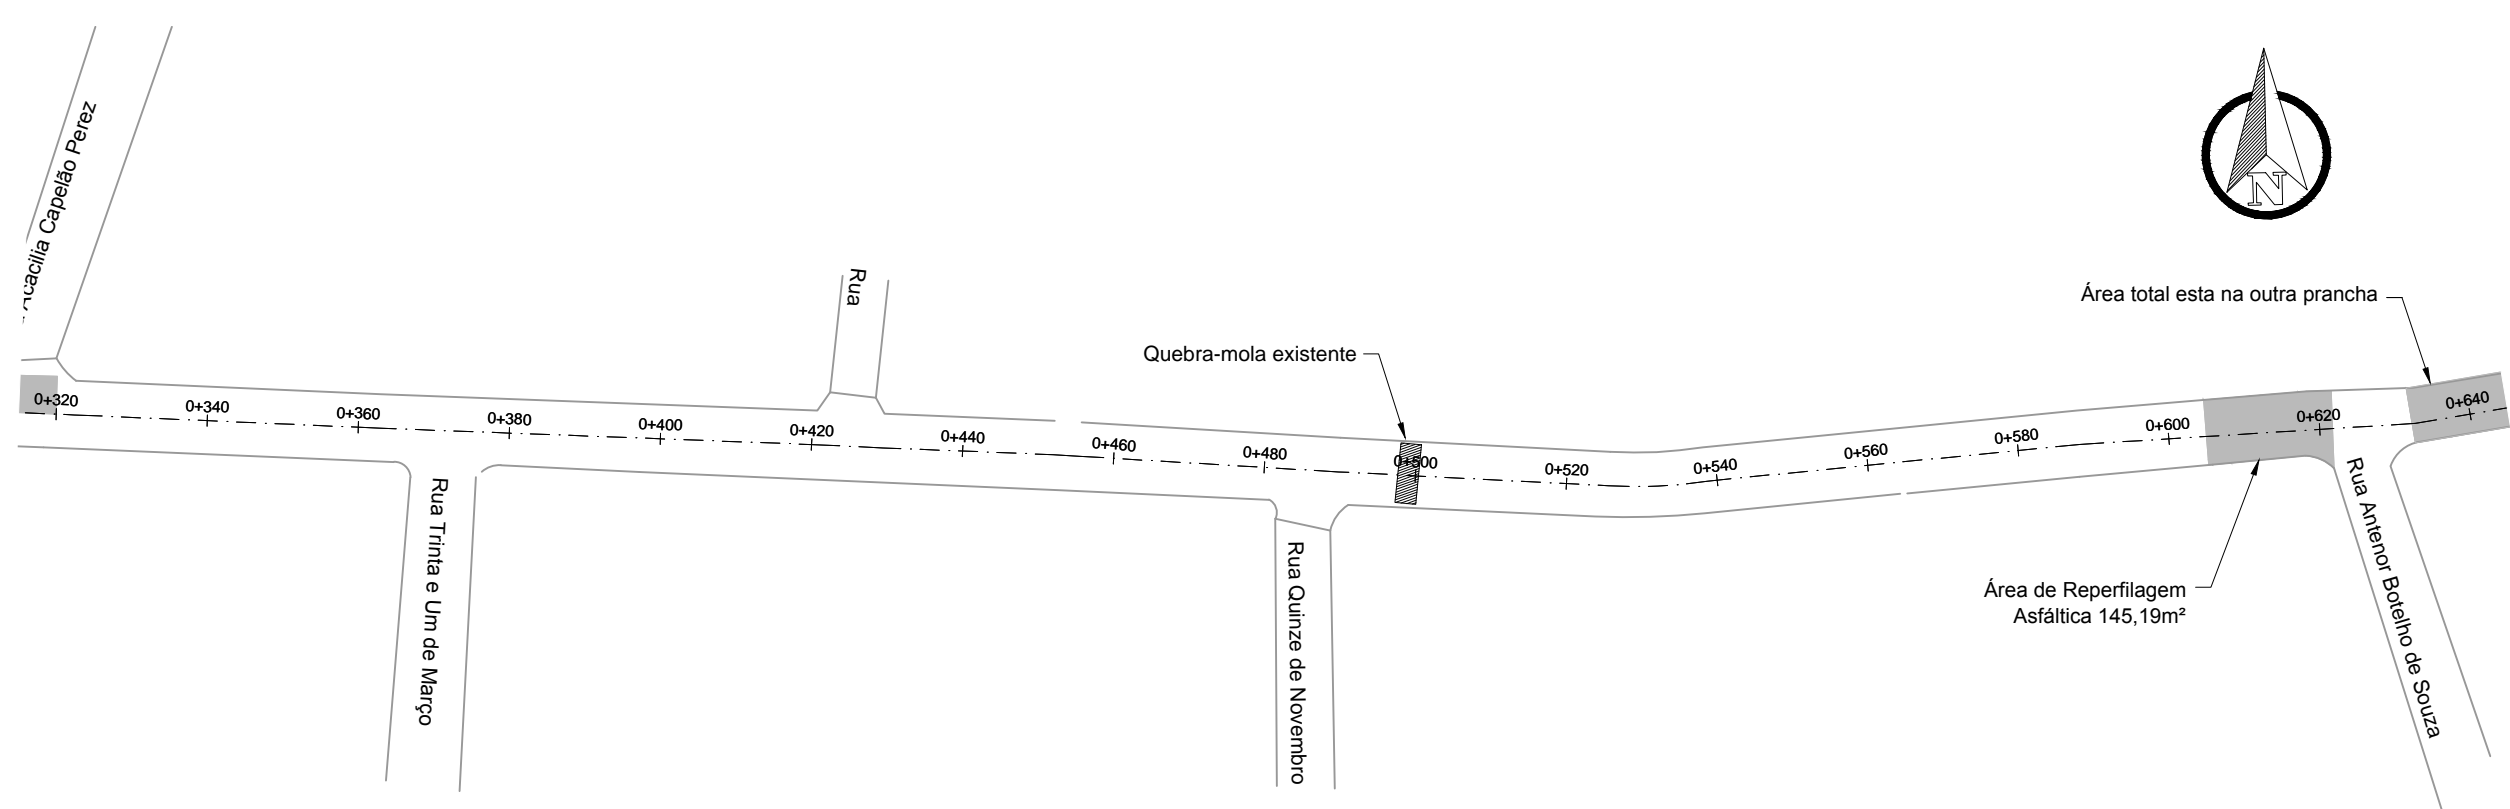 Acacilia Capelão Perez
N
Rua
Área total esta na outra prancha
Quebra-mola existente
0+320
0+340
0+360
0+380
0+400
0+420
0+440
0+460
0+480
0+500
0+520
0+540
0+560
0+580
0+600
0+620
0+640
Rua Trinta e Um de Março
Rua Quinze de Novembro
Rua Antenor Botelho de Souza
Área de Reperfilagem
Asfáltica 145,19m²